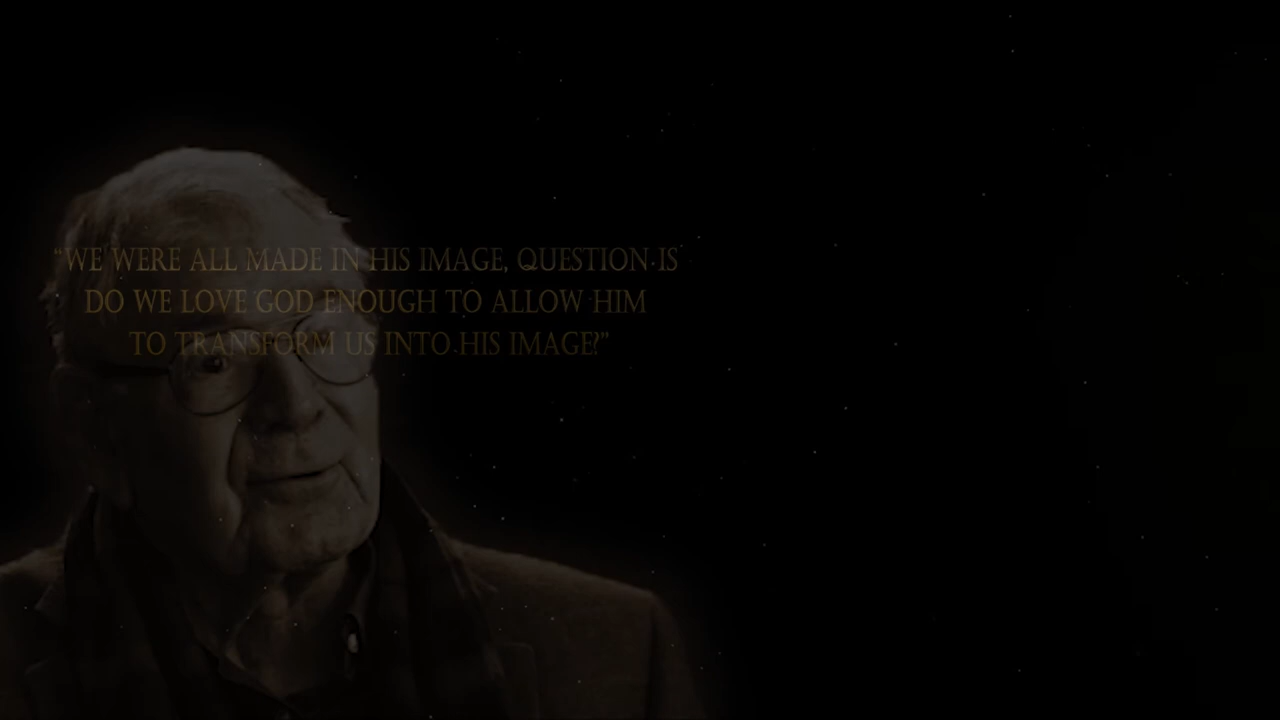 “WE WERE ALL MADE IN HIS IMAGE, QUESTION IS
DO WE LOVE GOD ENOUGH TO ALLOW HIM
TO TRANSFORM US INTO HIS IMAGE?”